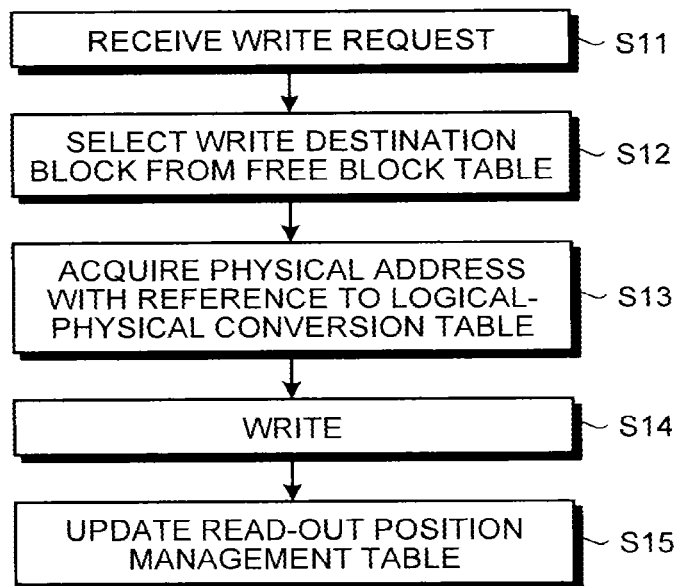 RECEIVE WRITE REQUEST
S11
SELECT WRITE DESTINATION
BLOCK FROM FREE BLOCK TABLE
S12
ACQUIRE PHYSICAL ADDRESS
WITH REFERENCE TO LOGICAL-
PHYSICAL CONVERSION TABLE
S13
WRITE
S14
UPDATE READ-OUT POSITION
MANAGEMENT TABLE
S15